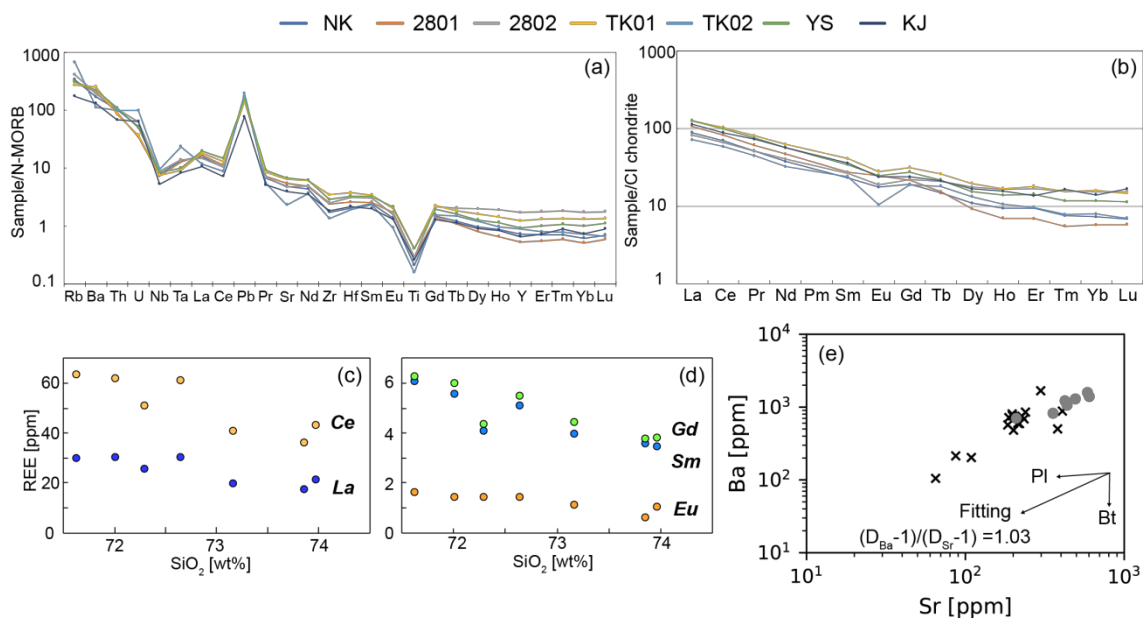 NK 2801 2802 TK01 TK02 YS KJ
(a)
Sample/N-MORB
1000
100
10
1
0.1
Rb Ba Th U Nb Ta La Ce Pb Pr Sr Nd Zr Hf Sm Eu Ti Gd Tb Dy Ho Y Er Tm Yb Lu
(b)
Sample/CI chondrite
1000
100
10
1
La Ce Pr Nd Pm Sm Eu Gd Tb Dy Ho Er Tm Yb Lu
(c)
REE [ppm]
60
40
20
0
Ce
La
72 73 74
SiO2 [wt%]
(d)
6
4
2
0
Gd
Sm
Eu
72 73 74
SiO2 [wt%]
(e)
Ba [ppm]
10^4
10^3
10^2
10^1
Pl
Fitting
Bt
(D_Ba-1)/(D_Sr-1) =1.03
10^1 10^2 10^3
Sr [ppm]